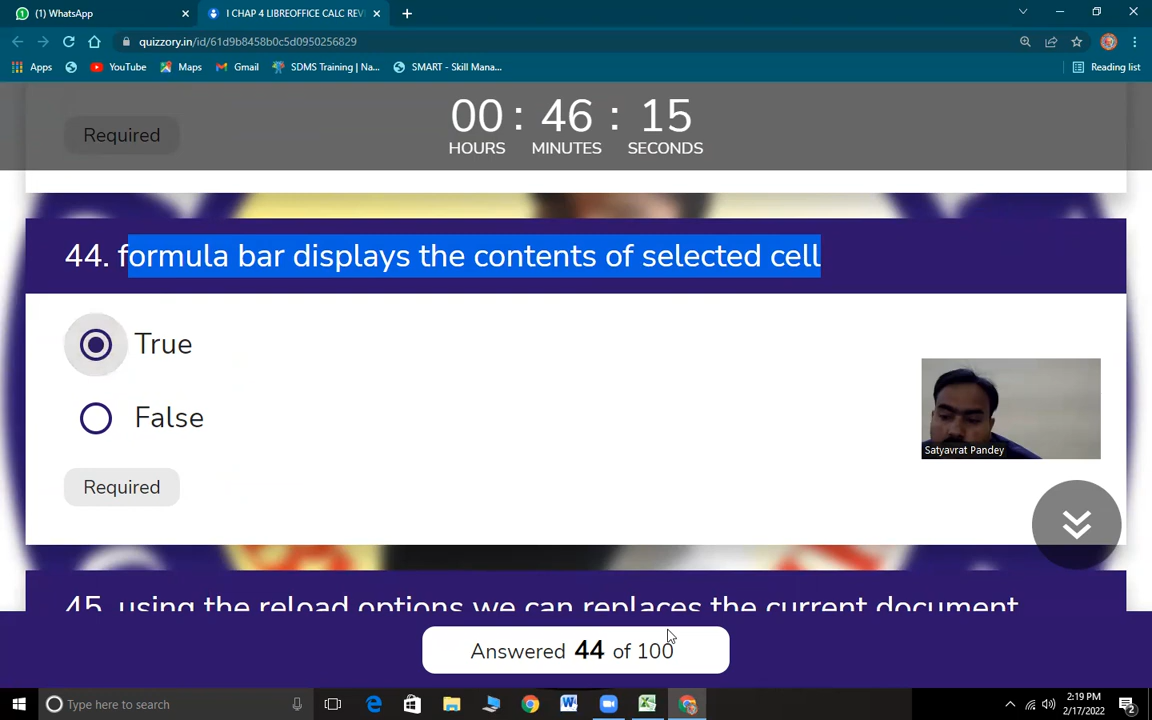 (1) WhatsApp
I CHAP 4 LIBREOFFICE CALC REV
quizzory.in/id/61d9b8458b0c5d0950256829
Apps
YouTube
Maps
Gmail
SDMS Training | Na...
SMART - Skill Mana...
Reading list
00 : 46 : 15
HOURS MINUTES SECONDS
Required
44. formula bar displays the contents of selected cell
True
False
Satyavrat Pandey
Required
45. using the reload options we can replaces the current document
Answered 44 of 100
Type here to search
2:19 PM
2/17/2022
2